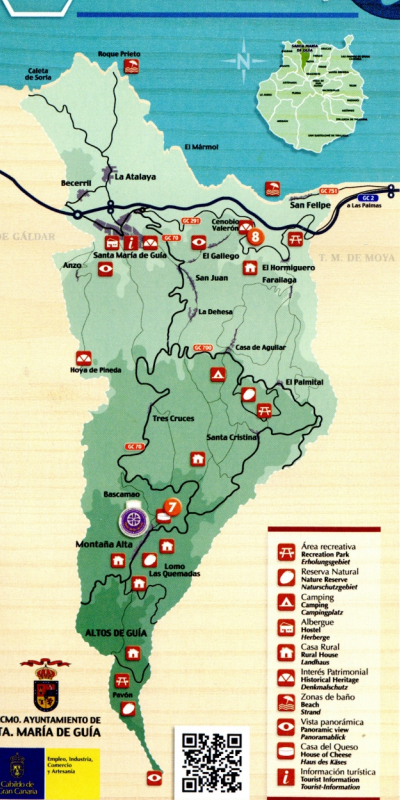 Roque Prieto
Caleta
de Soria
N
SANTA MARÍA
DE GUÍA
El Mármol
La Atalaya
Becerril
San Felipe
GC 751
GC 2
a Las Palmas
GC 291
Cenobio
Valerón
8
GC 70
Santa María de Guía
El Gallego
DE GÁLDAR
T. M. DE MOYA
Anzo
San Juan
El Hormiguero
Farailaga
La Dehesa
GC 700
Casa de Aguilar
Hoya de Pineda
El Palmital
Tres Cruces
Santa Cristina
GC 70
Bascamao
7
Montaña Alta
Lomo
Las Quemadas
ALTOS DE GUÍA
Pavón
Área recreativa
Recreation Park
Erholungsgebiet
Reserva Natural
Nature Reserve
Naturschutzgebiet
Camping
Camping
Campingplatz
Albergue
Hostel
Herberge
Casa Rural
Rural House
Landhaus
Interés Patrimonial
Historical Heritage
Denkmalschutz
Zonas de baño
Beach
Strand
Vista panorámica
Panoramic view
Panoramablick
Casa del Queso
House of Cheese
Haus des Käses
Información turística
Tourist Information
Tourist-Information
CMO. AYUNTAMIENTO DE
TA. MARÍA DE GUÍA
Cabildo de
Gran Canaria
Empleo, Industria,
Comercio
y Artesanía